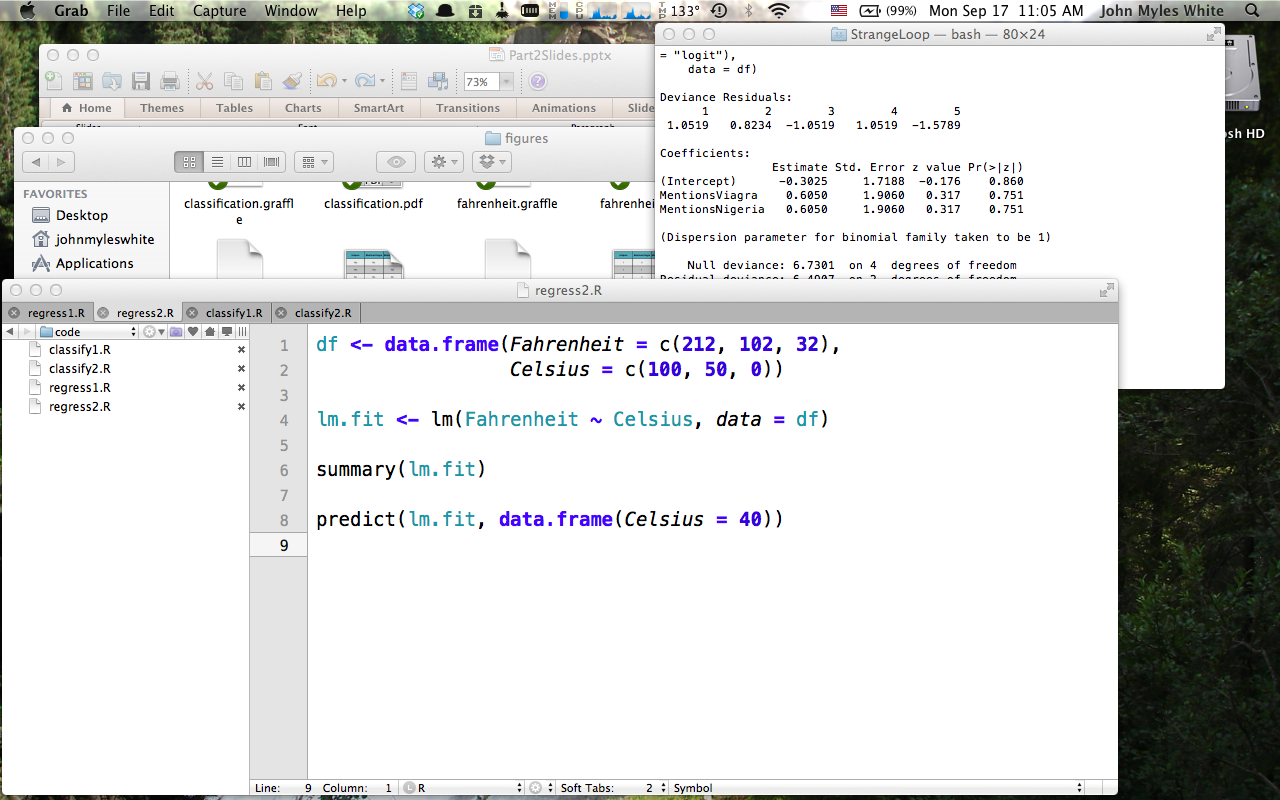 Grab File Edit Capture Window Help
133° (99%) Mon Sep 17 11:05 AM John Myles White
Part2Slides.pptx
73%
Home Themes Tables Charts SmartArt Transitions Animations Slide
figures
FAVORITES
Desktop
johnmyleswhite
Applications
classification.graffle
classification.pdf
fahrenheit.graffle
fahrenhei
StrangeLoop — bash — 80×24
= "logit"),
data = df)
Deviance Residuals:
1 2 3 4 5
1.0519 0.8234 -1.0519 1.0519 -1.5789
Coefficients:
Estimate Std. Error z value Pr(>|z|)
(Intercept) -0.3025 1.7188 -0.176 0.860
MentionsViagra 0.6050 1.9060 0.317 0.751
MentionsNigeria 0.6050 1.9060 0.317 0.751
(Dispersion parameter for binomial family taken to be 1)
Null deviance: 6.7301 on 4 degrees of freedom
sh HD
regress2.R
regress1.R regress2.R classify1.R classify2.R
code
classify1.R
classify2.R
regress1.R
regress2.R
1 df <- data.frame(Fahrenheit = c(212, 102, 32),
2 Celsius = c(100, 50, 0))
3
4 lm.fit <- lm(Fahrenheit ~ Celsius, data = df)
5
6 summary(lm.fit)
7
8 predict(lm.fit, data.frame(Celsius = 40))
9
Line: 9 Column: 1 L R Soft Tabs: 2 Symbol